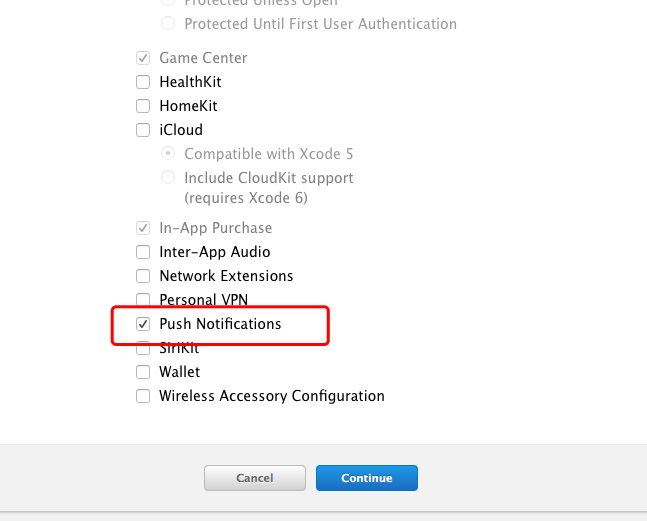 Protected Unless Open
Protected Until First User Authentication
Game Center
HealthKit
HomeKit
iCloud
Compatible with Xcode 5
Include CloudKit support
(requires Xcode 6)
In-App Purchase
Inter-App Audio
Network Extensions
Personal VPN
Push Notifications
SiriKit
Wallet
Wireless Accessory Configuration
Cancel
Continue